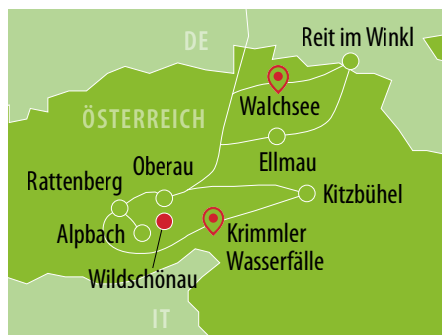 DE
Reit im Winkl
Walchsee
ÖSTERREICH
Ellmau
Oberau
Rattenberg
Kitzbühel
Alpbach
Krimmler
Wasserfälle
Wildschönau
IT